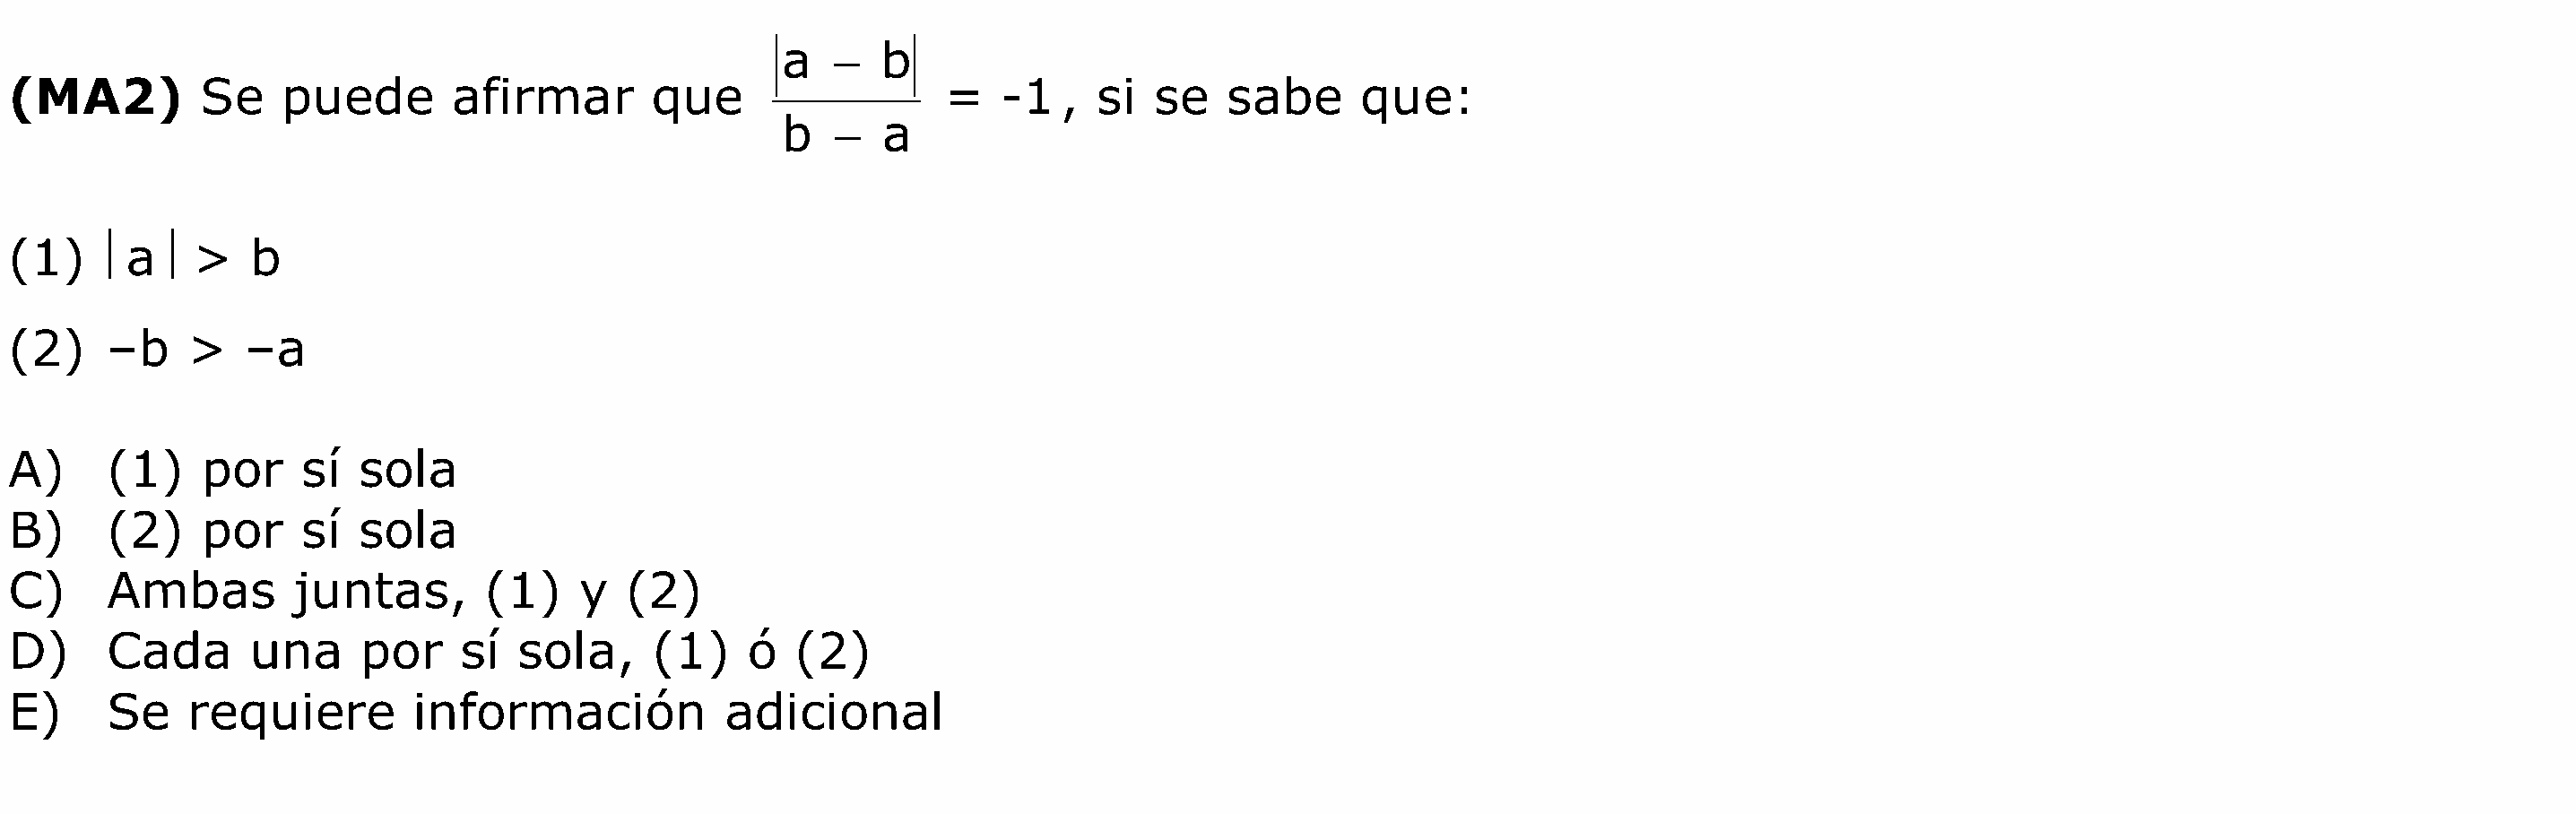 (MA2) Se puede afirmar que |a – b| / b – a = -1, si se sabe que:
(1) |a| > b
(2) –b > –a
A) (1) por sí sola
B) (2) por sí sola
C) Ambas juntas, (1) y (2)
D) Cada una por sí sola, (1) ó (2)
E) Se requiere información adicional